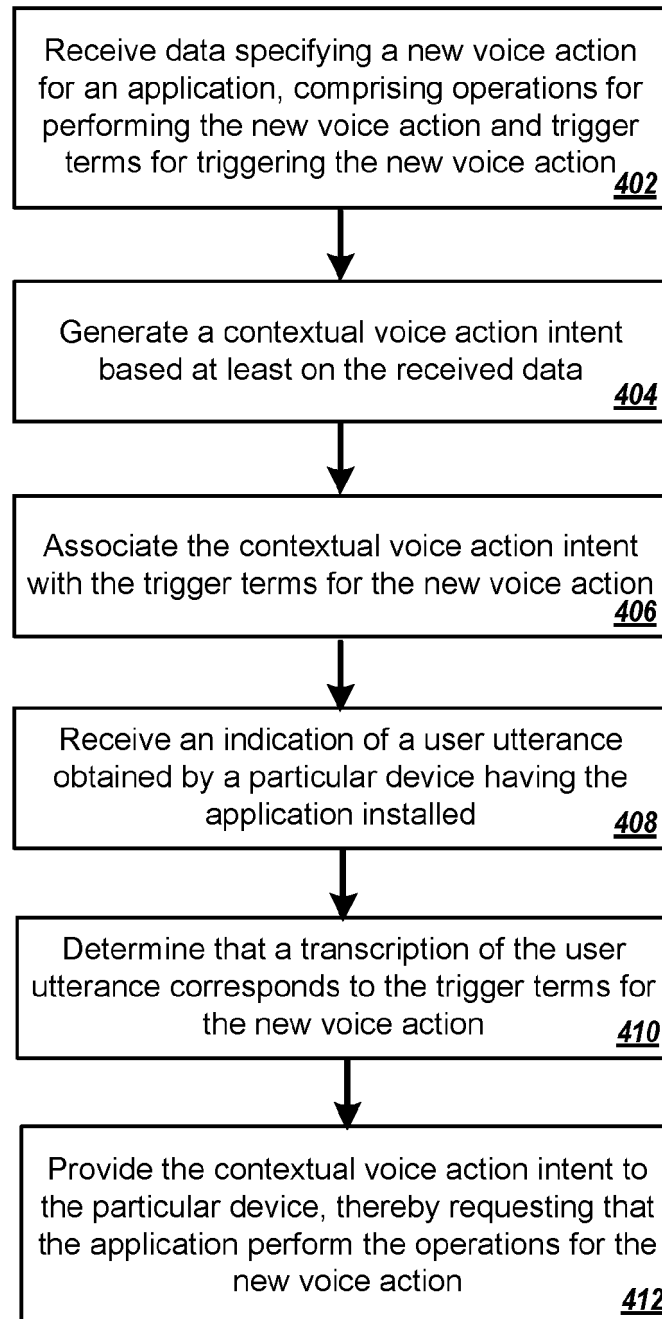 Receive data specifying a new voice action
for an application, comprising operations for
performing the new voice action and trigger
terms for triggering the new voice action
402
Generate a contextual voice action intent
based at least on the received data
404
Associate the contextual voice action intent
with the trigger terms for the new voice action
406
Receive an indication of a user utterance
obtained by a particular device having the
application installed
408
Determine that a transcription of the user
utterance corresponds to the trigger terms for
the new voice action
410
Provide the contextual voice action intent to
the particular device, thereby requesting that
the application perform the operations for the
new voice action
412